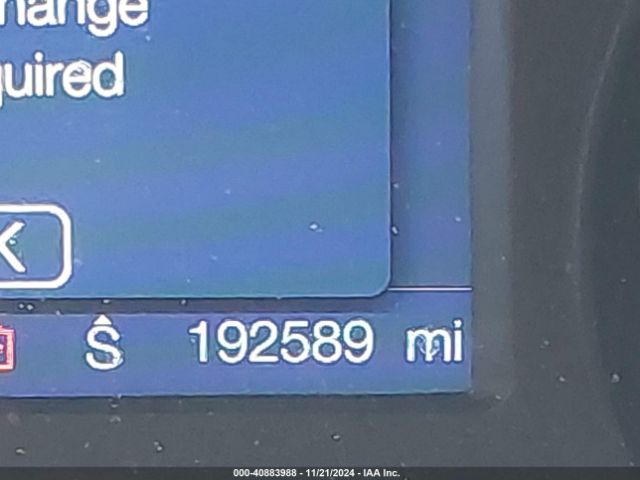 hange
quired
K
Ŝ 192589 mi
000-40883988 - 11/21/2024 - IAA Inc.